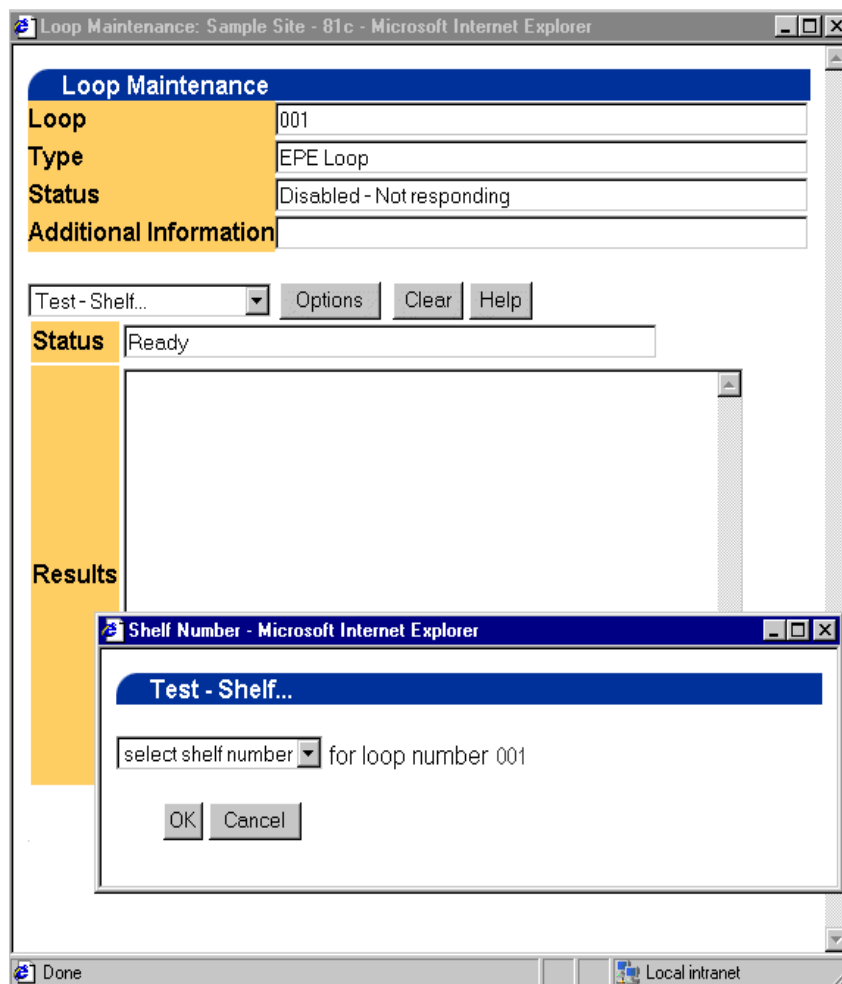 Loop Maintenance: Sample Site - 81c - Microsoft Internet Explorer
Loop Maintenance
Loop 001
Type EPE Loop
Status Disabled - Not responding
Additional Information
Test - Shelf... Options Clear Help
Status Ready
Results
Shelf Number - Microsoft Internet Explorer
Test - Shelf...
select shelf number for loop number 001
OK Cancel
Done Local intranet